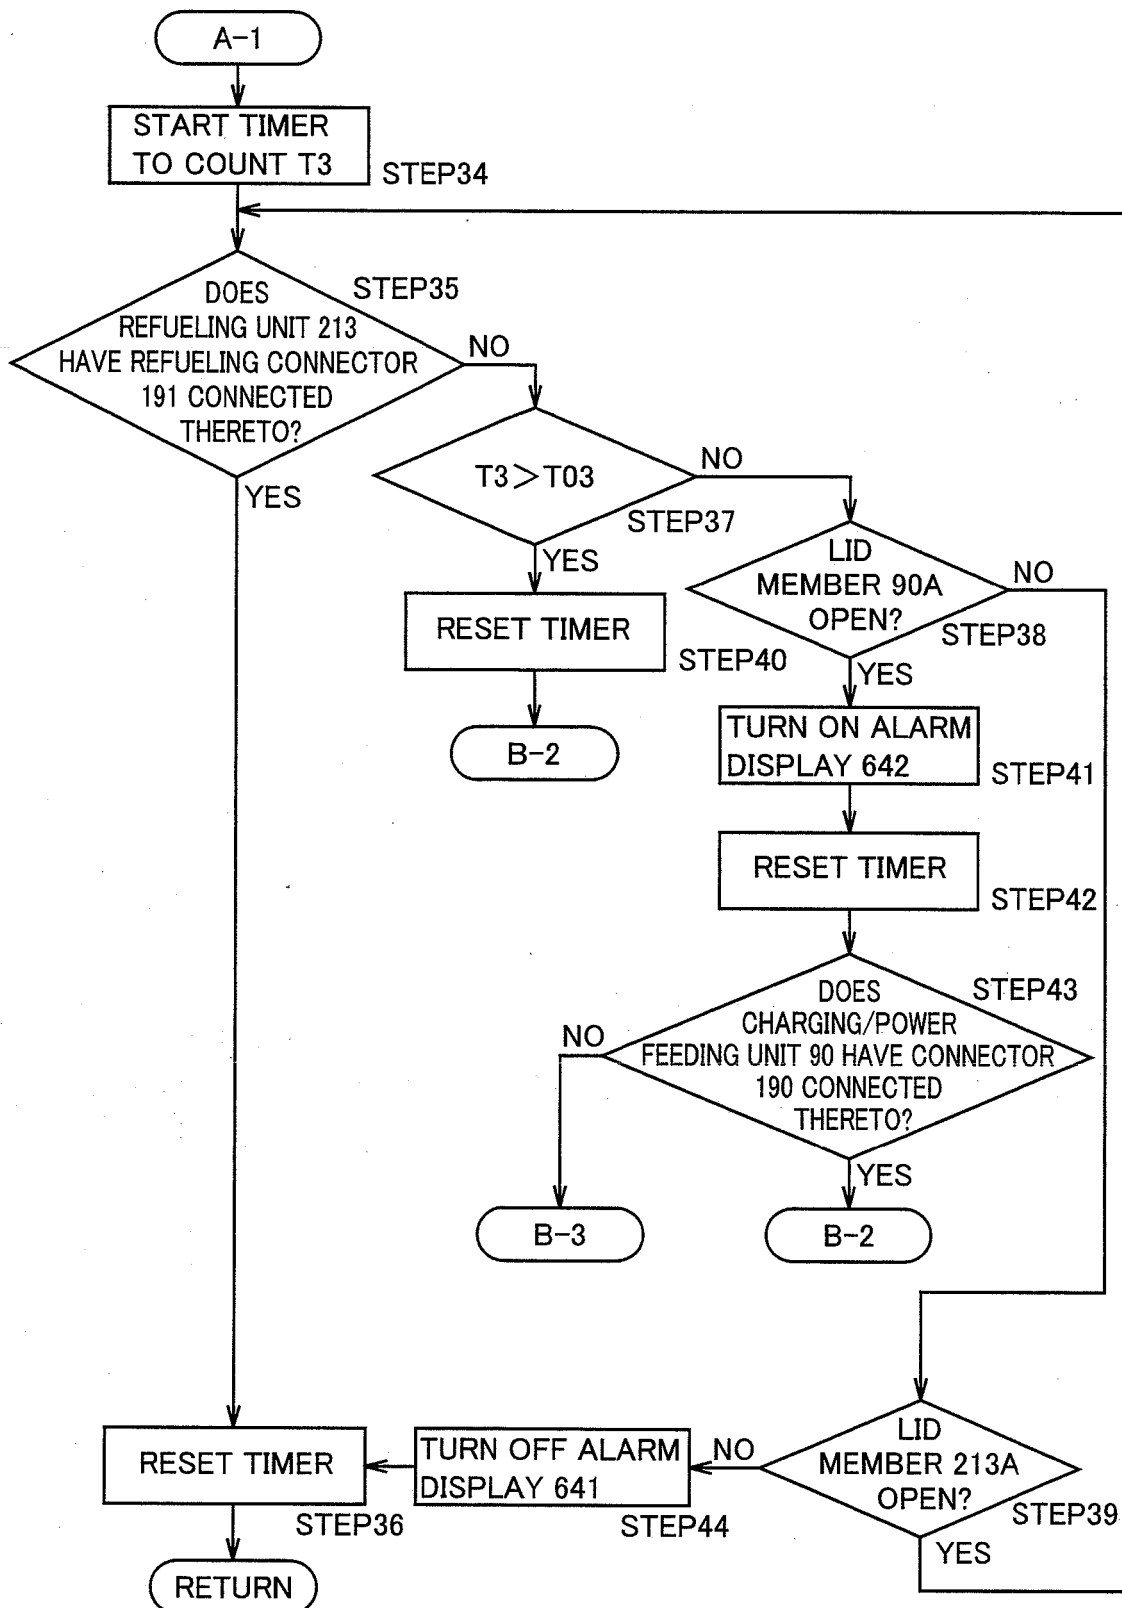 A-1
START TIMER
TO COUNT T3
STEP34
STEP35
DOES
REFUELING UNIT 213
HAVE REFUELING CONNECTOR
191 CONNECTED
THERETO?
NO
YES
T3>T03
NO
STEP37
YES
LID
MEMBER 90A
OPEN?
NO
STEP38
YES
RESET TIMER
STEP40
B-2
TURN ON ALARM
DISPLAY 642
STEP41
RESET TIMER
STEP42
STEP43
DOES
CHARGING/POWER
FEEDING UNIT 90 HAVE CONNECTOR
190 CONNECTED
THERETO?
NO
YES
B-3
B-2
LID
MEMBER 213A
OPEN?
NO
STEP39
YES
TURN OFF ALARM
DISPLAY 641
STEP44
RESET TIMER
STEP36
RETURN